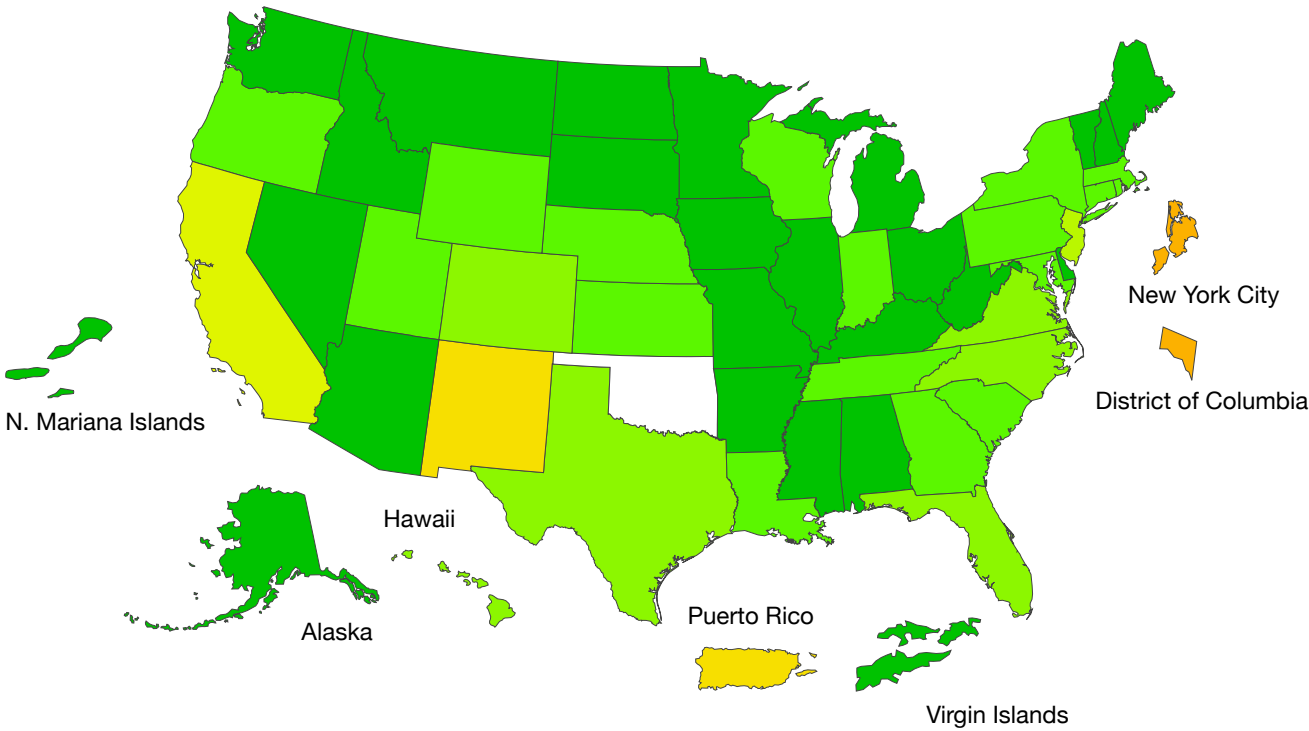 New York City
District of Columbia
N. Mariana Islands
Hawaii
Puerto Rico
Alaska
Virgin Islands